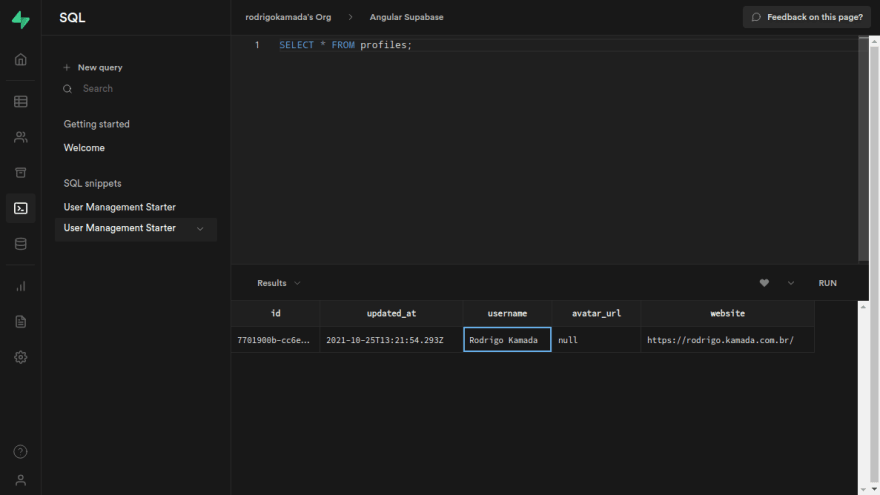 SQL
rodrigokamada's Org > Angular Supabase
Feedback on this page?
New query
Search
Getting started
Welcome
SQL snippets
User Management Starter
User Management Starter
1 SELECT * FROM profiles;
Results
RUN
id updated_at username avatar_url website
7701900b-cc6e... 2021-10-25T13:21:54.293Z Rodrigo Kamada null https://rodrigo.kamada.com.br/